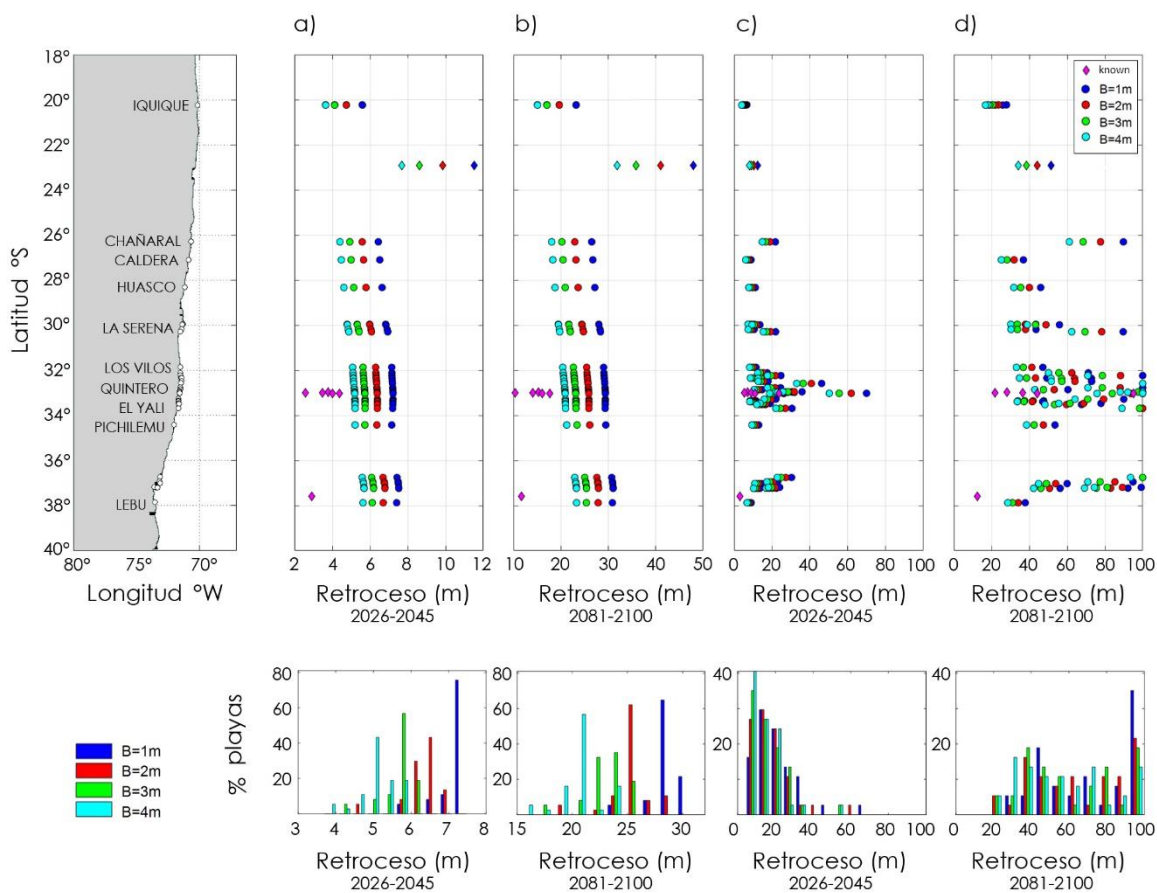 a)
b)
c)
d)
Latitud °S
18°
20°
22°
24°
26°
28°
30°
32°
34°
36°
38°
40°
IQUIQUE
CHAÑARAL
CALDERA
HUASCO
LA SERENA
LOS VILOS
QUINTERO
EL YALI
PICHILEMU
LEBU
80° 75° 70°
Longitud °W
known
B=1m
B=2m
B=3m
B=4m
2 4 6 8 10 12
Retroceso (m)
2026-2045
10 20 30 40 50
Retroceso (m)
2081-2100
0 20 40 60 80 100
Retroceso (m)
2026-2045
0 20 40 60 80 100
Retroceso (m)
2081-2100
B=1m
B=2m
B=3m
B=4m
% playas
80
60
40
20
3 4 5 6 7 8
Retroceso (m)
2026-2045
80
60
40
20
15 20 25 30
Retroceso (m)
2081-2100
40
20
0 20 40 60 80 100
Retroceso (m)
2026-2045
40
20
0 20 40 60 80 100
Retroceso (m)
2081-2100